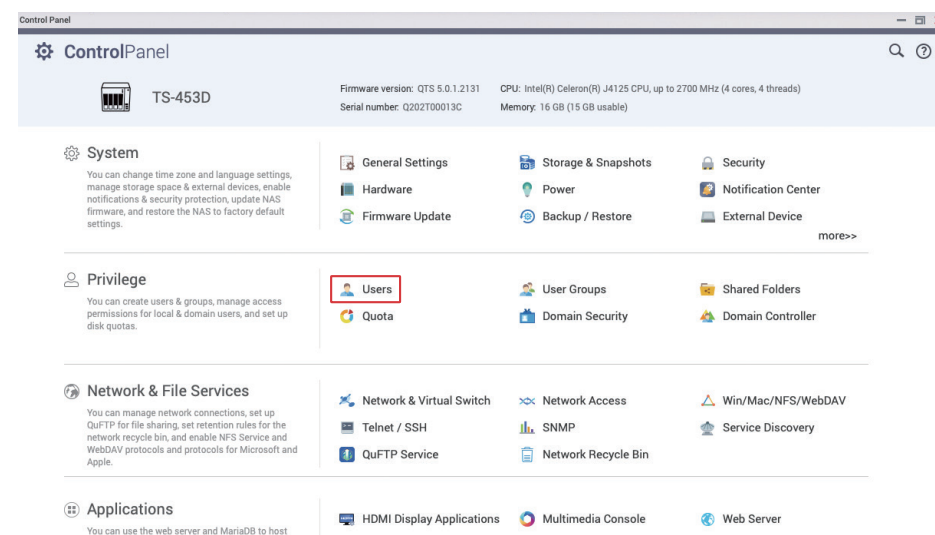 Control Panel
ControlPanel
TS-453D
Firmware version: QTS 5.0.1.2131
CPU: Intel(R) Celeron(R) J4125 CPU, up to 2700 MHz (4 cores, 4 threads)
Serial number: Q202T00013C
Memory: 16 GB (15 GB usable)
System
You can change time zone and language settings,
manage storage space & external devices, enable
notifications & security protection, update NAS
firmware, and restore the NAS to factory default
settings.
General Settings
Storage & Snapshots
Security
Hardware
Power
Notification Center
Firmware Update
Backup / Restore
External Device
more>>
Privilege
You can create users & groups, manage access
permissions for local & domain users, and set up
disk quotas.
Users
User Groups
Shared Folders
Quota
Domain Security
Domain Controller
Network & File Services
You can manage network connections, set up
QuFTP for file sharing, set retention rules for the
network recycle bin, and enable NFS Service and
WebDAV protocols and protocols for Microsoft and
Apple.
Network & Virtual Switch
Network Access
Win/Mac/NFS/WebDAV
Telnet / SSH
SNMP
Service Discovery
QuFTP Service
Network Recycle Bin
Applications
You can use the web server and MariaDB to host
HDMI Display Applications
Multimedia Console
Web Server